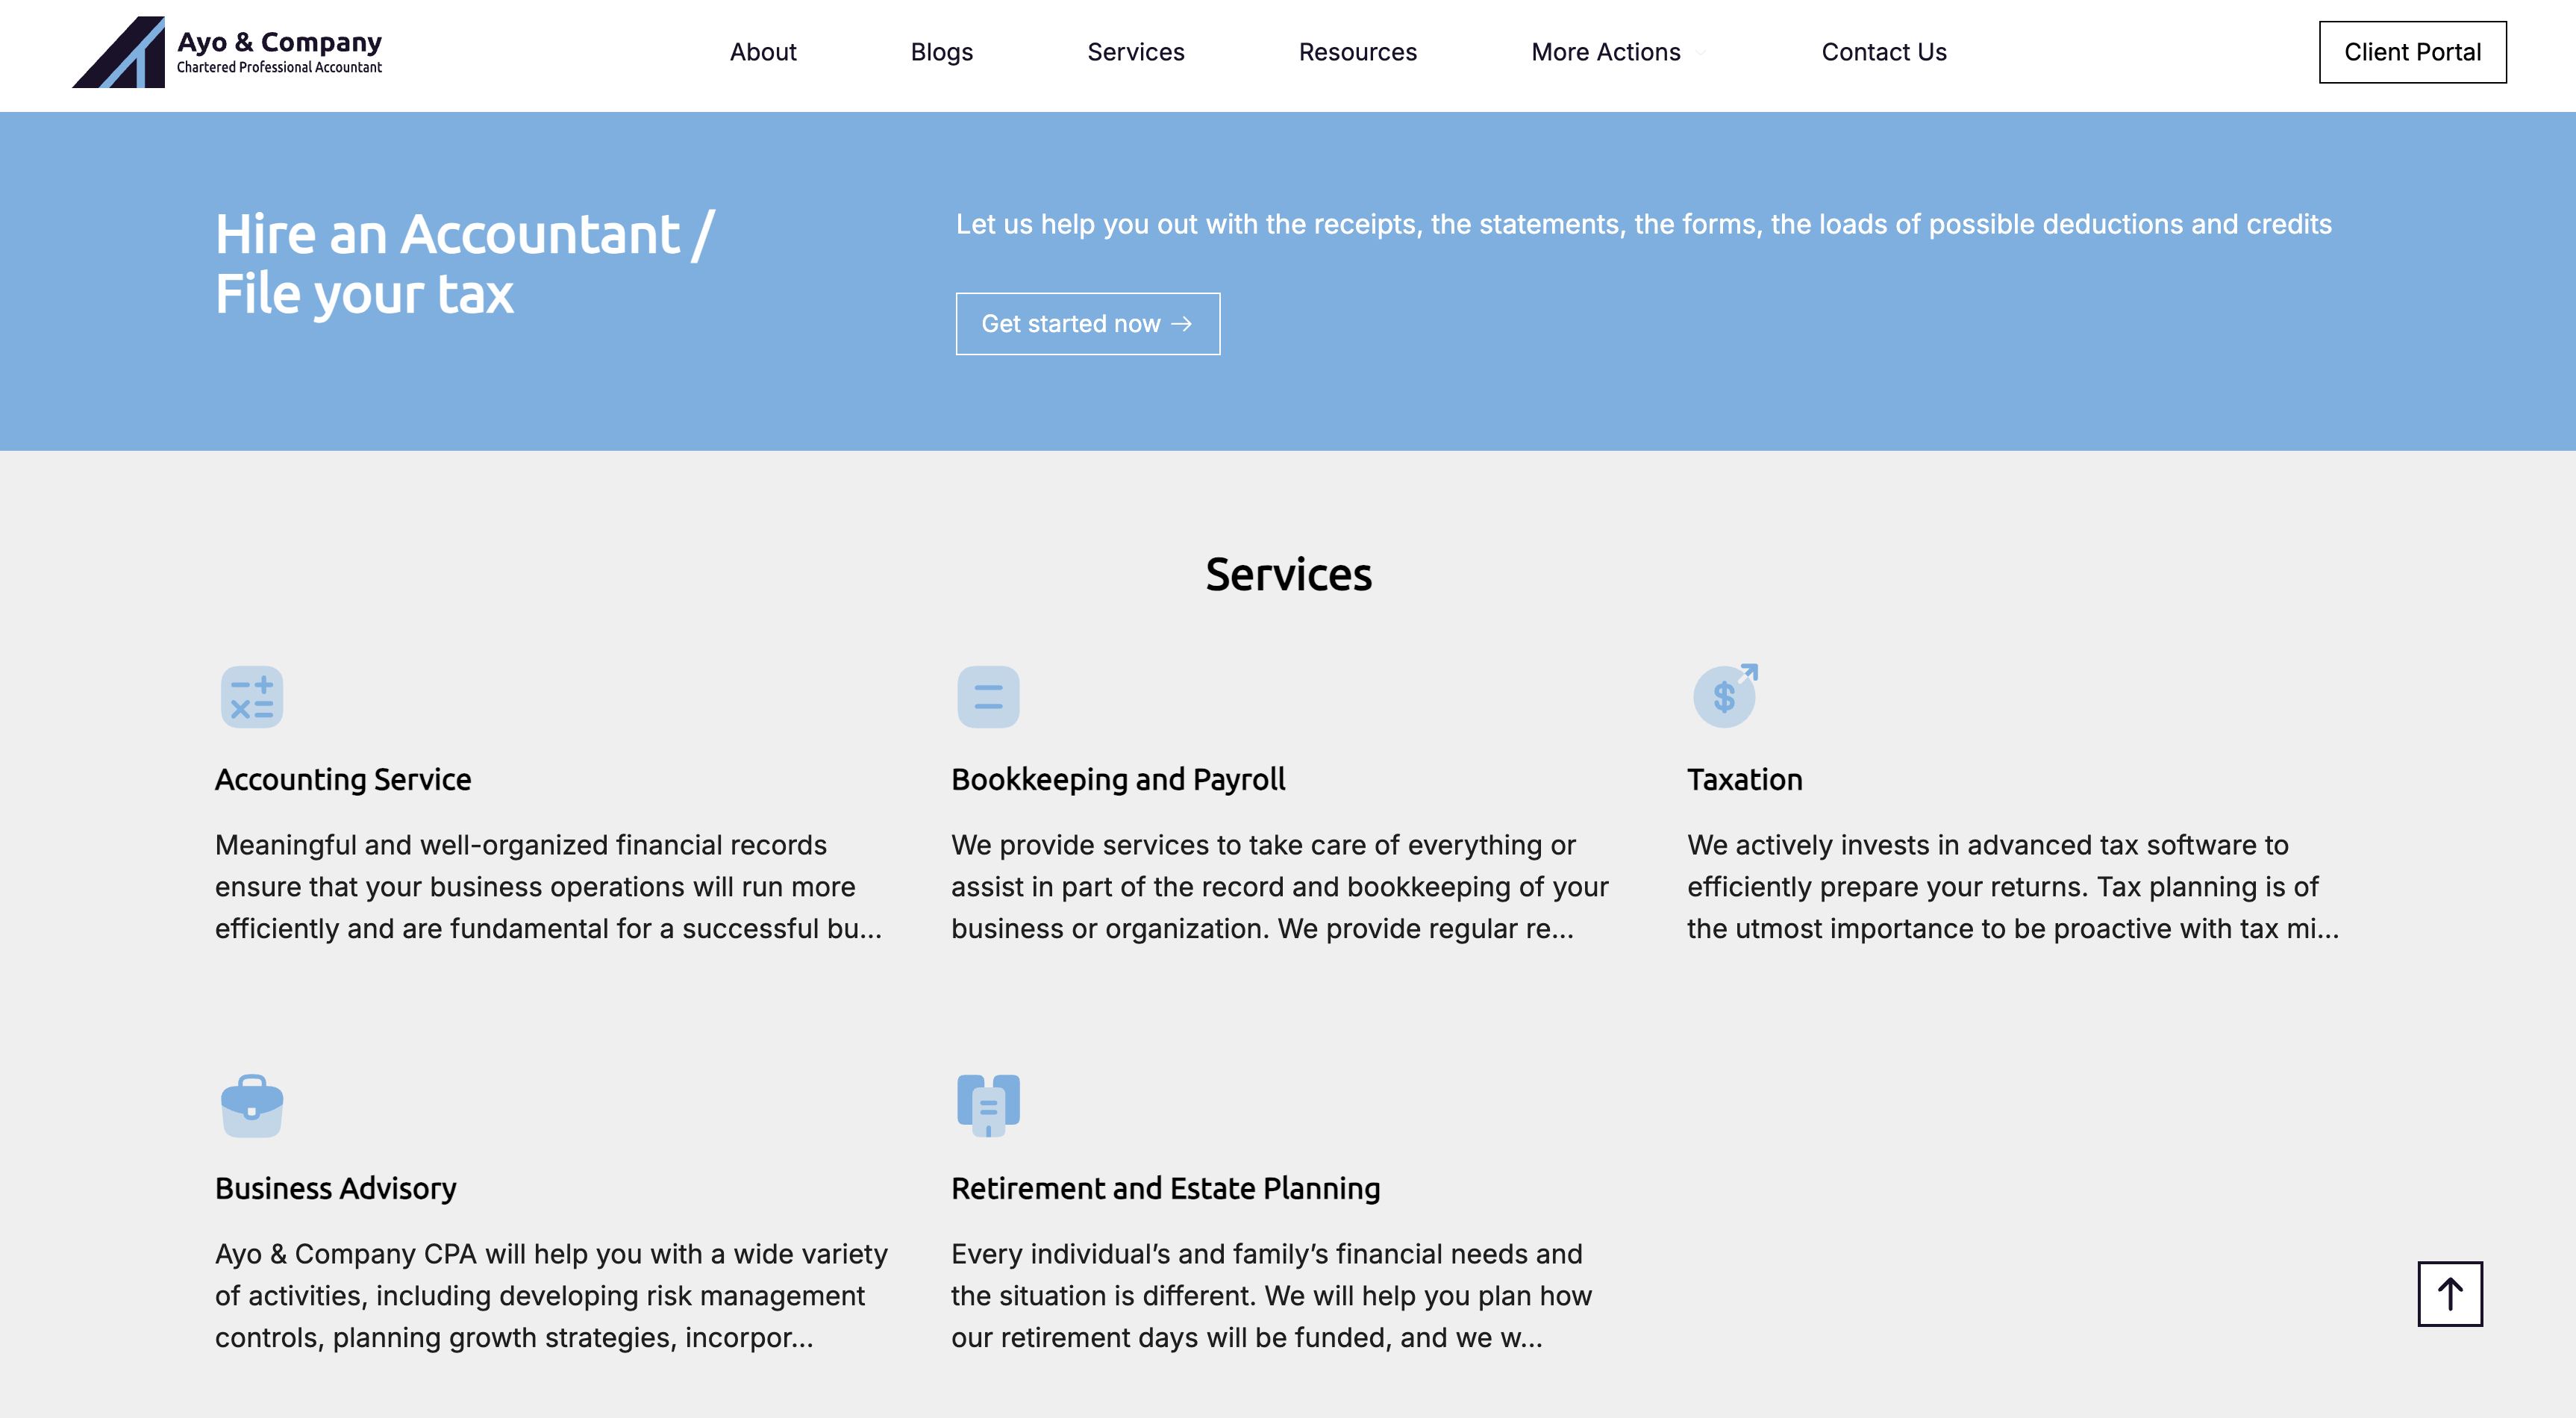 Ayo & Company
Chartered Professional Accountant
About
Blogs
Services
Resources
More Actions
Contact Us
Client Portal
Hire an Accountant /
File your tax
Let us help you out with the receipts, the statements, the forms, the loads of possible deductions and credits
Get started now →
Services
Accounting Service
Meaningful and well-organized financial records
ensure that your business operations will run more
efficiently and are fundamental for a successful bu...
Bookkeeping and Payroll
We provide services to take care of everything or
assist in part of the record and bookkeeping of your
business or organization. We provide regular re...
Taxation
We actively invests in advanced tax software to
efficiently prepare your returns. Tax planning is of
the utmost importance to be proactive with tax mi...
Business Advisory
Ayo & Company CPA will help you with a wide variety
of activities, including developing risk management
controls, planning growth strategies, incorpor...
Retirement and Estate Planning
Every individual’s and family’s financial needs and
the situation is different. We will help you plan how
our retirement days will be funded, and we w...